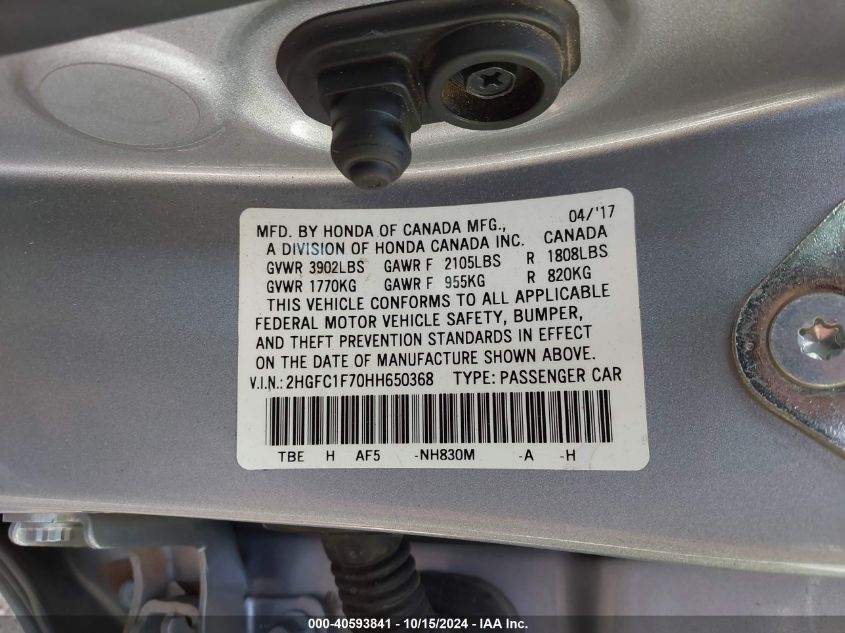 MFD. BY HONDA OF CANADA MFG., 04/'17
A DIVISION OF HONDA CANADA INC. CANADA
GVWR 3902LBS GAWR F 2105LBS R 1808LBS
GVWR 1770KG GAWR F 955KG R 820KG
THIS VEHICLE CONFORMS TO ALL APPLICABLE
FEDERAL MOTOR VEHICLE SAFETY, BUMPER,
AND THEFT PREVENTION STANDARDS IN EFFECT
ON THE DATE OF MANUFACTURE SHOWN ABOVE.
V.I.N.: 2HGFC1F70HH650368 TYPE: PASSENGER CAR
TBE H AF5 -NH830M -A -H
000-40593841 - 10/15/2024 - IAA Inc.